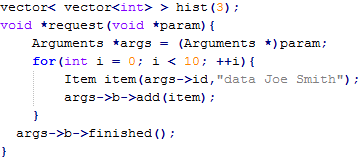 vector< vector<int> > hist(3);
void *request(void *param){
    Arguments *args = (Arguments *)param;
    for(int i = 0; i < 10; ++i){
        Item item(args->id,"data Joe Smith");
        args->b->add(item);
    }
  args->b->finished();
}